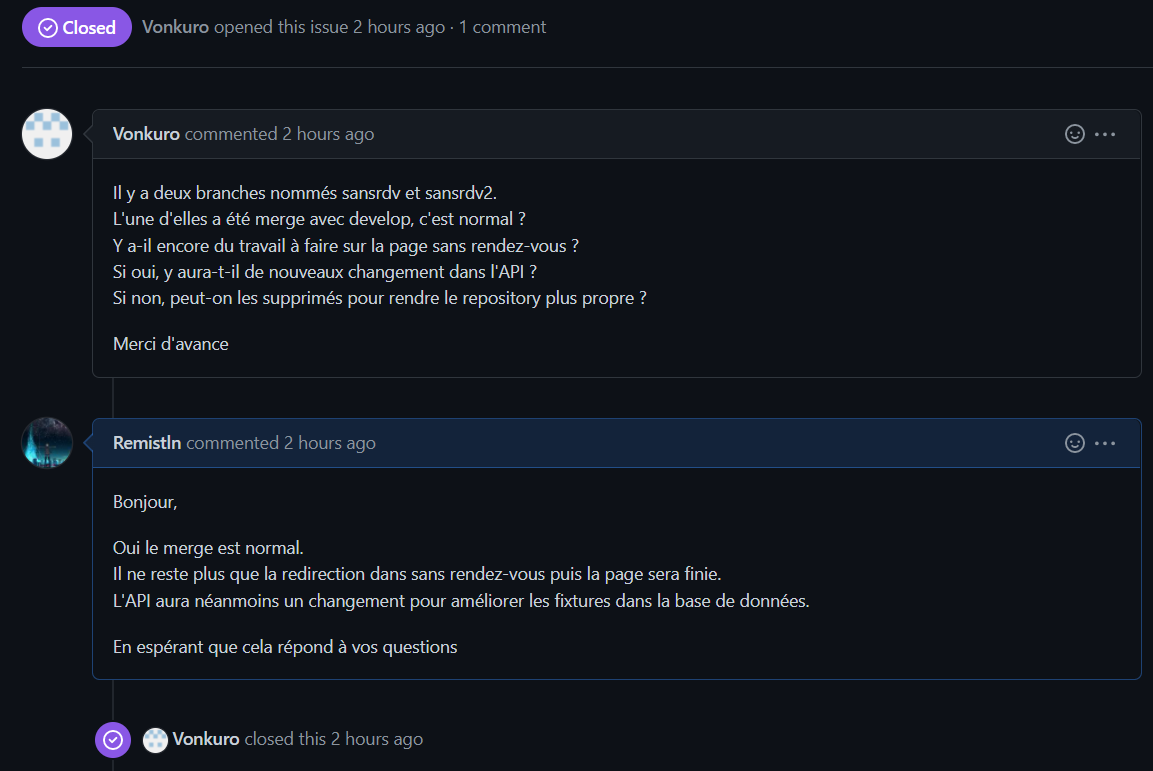 Closed Vonkuro opened this issue 2 hours ago · 1 comment
Vonkuro commented 2 hours ago
Il y a deux branches nommés sansrdv et sansrdv2.
L'une d'elles a été merge avec develop, c'est normal ?
Y a-il encore du travail à faire sur la page sans rendez-vous ?
Si oui, y aura-t-il de nouveaux changement dans l'API ?
Si non, peut-on les supprimés pour rendre le repository plus propre ?
Merci d'avance
Remistln commented 2 hours ago
Bonjour,
Oui le merge est normal.
Il ne reste plus que la redirection dans sans rendez-vous puis la page sera finie.
L'API aura néanmoins un changement pour améliorer les fixtures dans la base de données.
En espérant que cela répond à vos questions
Vonkuro closed this 2 hours ago